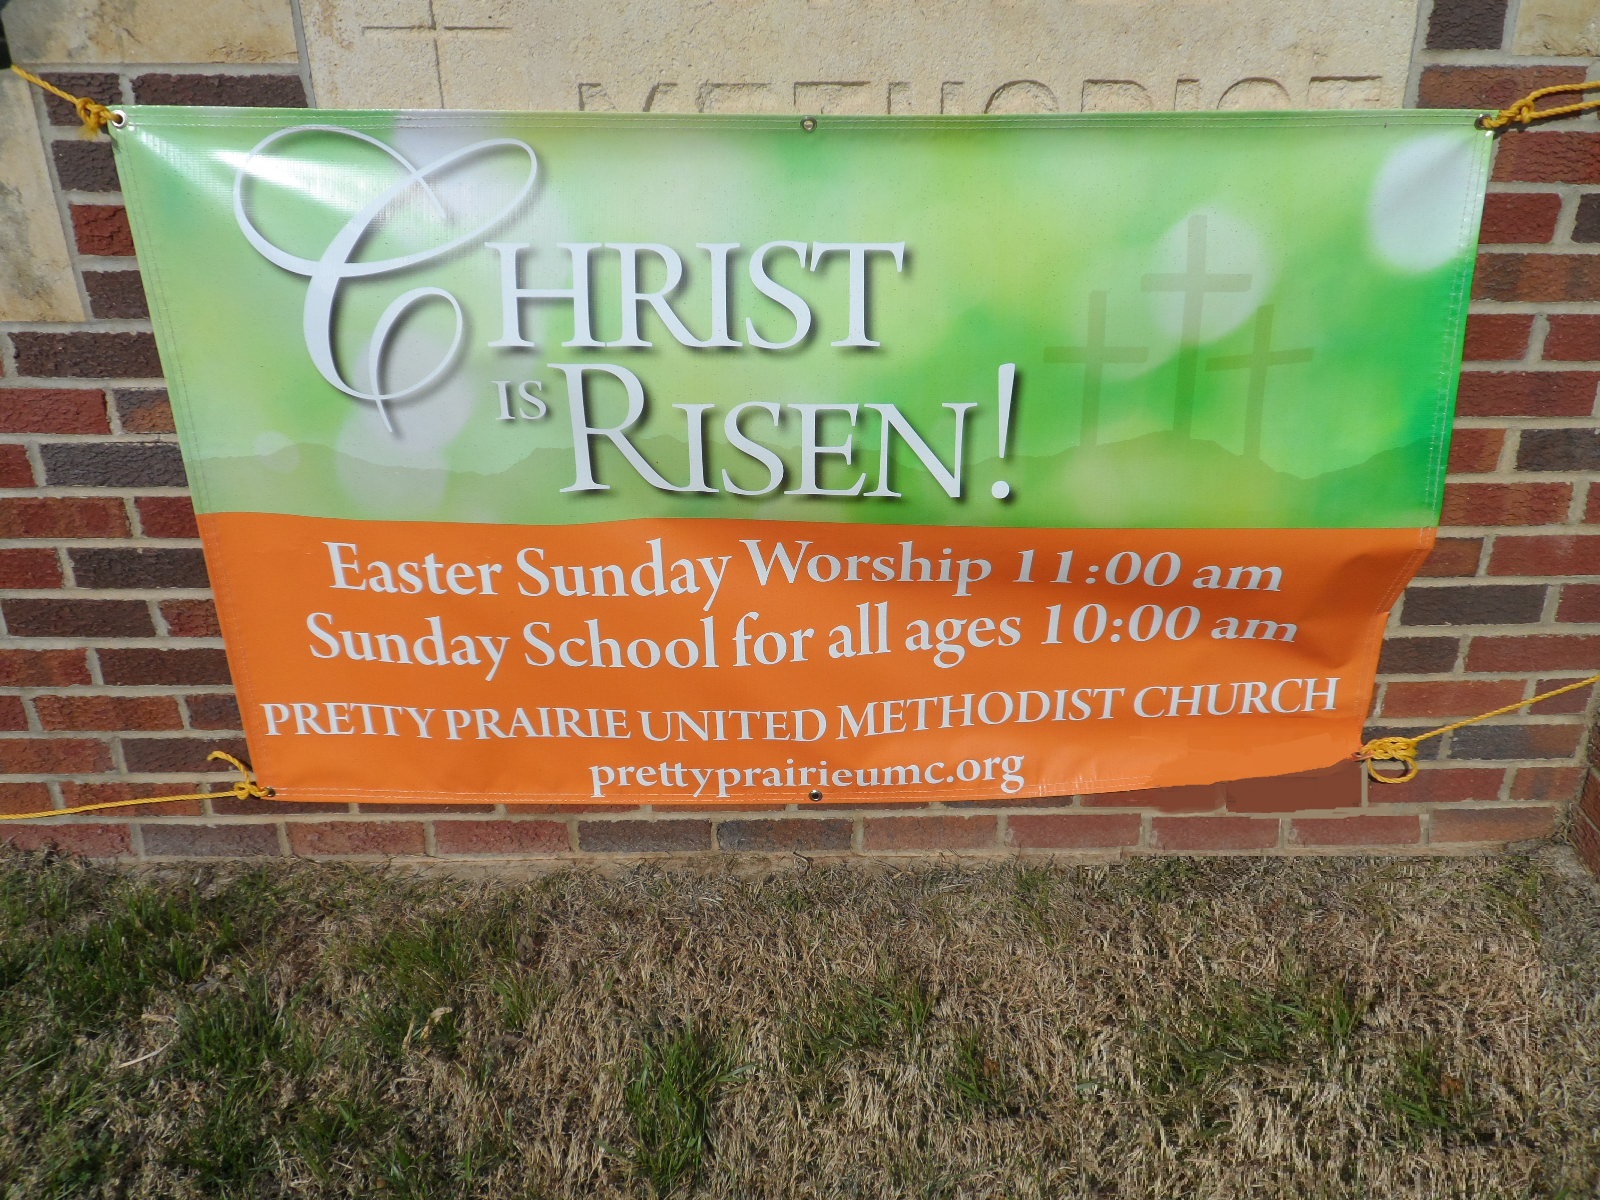 METHODIST
CHRIST
IS RISEN!
Easter Sunday Worship 11:00 am
Sunday School for all ages 10:00 am
PRETTY PRAIRIE UNITED METHODIST CHURCH
prettyprairieumc.org